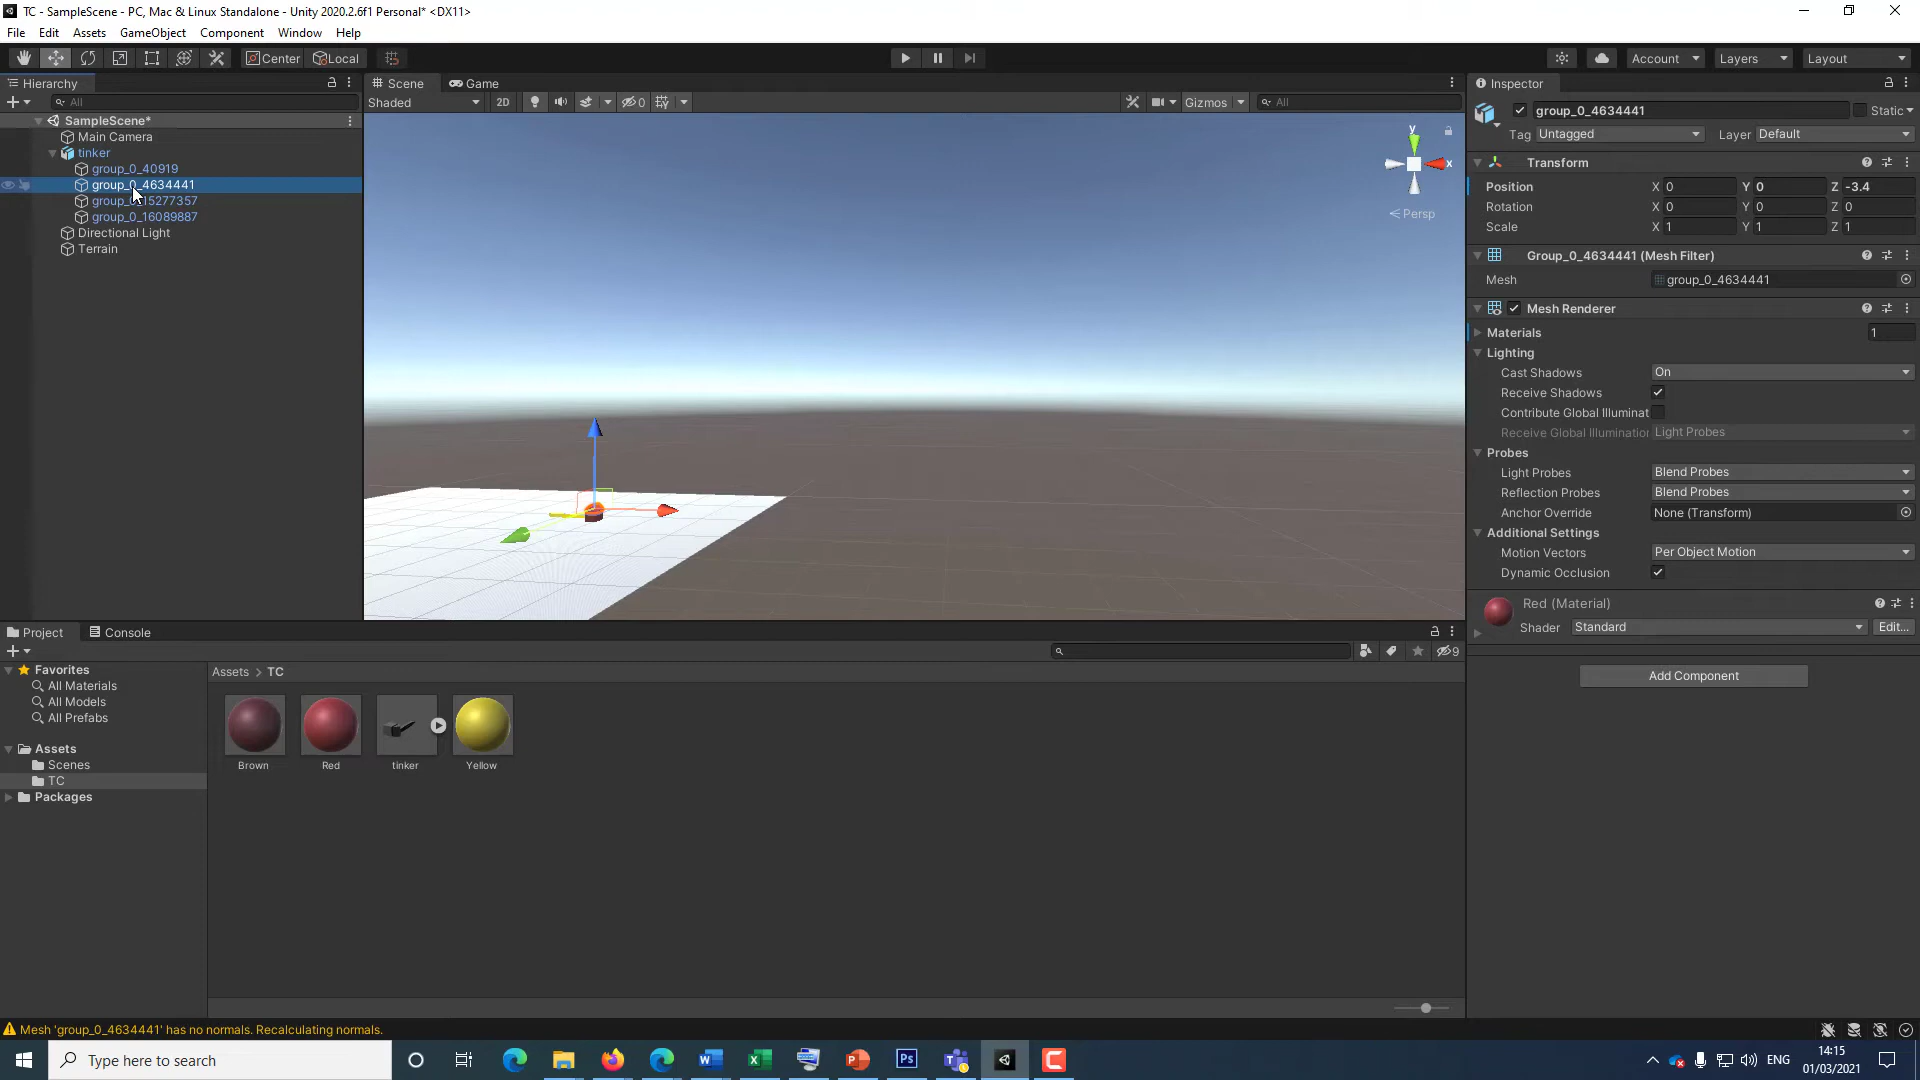 TC - SampleScene - PC, Mac & Linux Standalone - Unity 2020.2.6f1 Personal* <DX11>
File Edit Assets GameObject Component Window Help
Center Local Account Layers Layout
Hierarchy Scene Game Inspector
All Shaded 2D 0 Gizmos All
SampleScene*
Main Camera
tinker
group_0_40919
group_0_4634441
group_0_15277357
group_0_16089887
Directional Light
Terrain
y
x
Persp
group_0_4634441 Static
Tag Untagged Layer Default
Transform
Position X 0 Y 0 Z -3.4
Rotation X 0 Y 0 Z 0
Scale X 1 Y 1 Z 1
Group_0_4634441 (Mesh Filter)
Mesh group_0_4634441
Mesh Renderer
Materials 1
Lighting
Cast Shadows On
Receive Shadows
Contribute Global Illuminat
Receive Global Illumination Light Probes
Probes
Light Probes Blend Probes
Reflection Probes Blend Probes
Anchor Override None (Transform)
Additional Settings
Motion Vectors Per Object Motion
Dynamic Occlusion
Red (Material)
Shader Standard Edit...
Add Component
Project Console
9
Favorites
All Materials
All Models
All Prefabs
Assets
Scenes
TC
Packages
Assets > TC
Brown Red tinker Yellow
Mesh 'group_0_4634441' has no normals. Recalculating normals.
Type here to search
ENG
14:15
01/03/2021